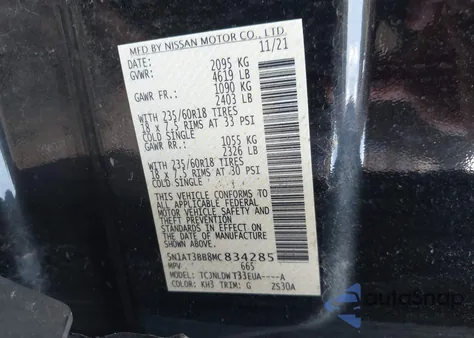 MFD BY NISSAN MOTOR CO., LTD.
DATE: 11/21
GVWR: 2095 KG
4619 LB
GAWR FR.: 1090 KG
2403 LB
WITH 235/60R18 TIRES
18 x 7.5 RIMS AT 33 PSI
COLD SINGLE
GAWR RR.: 1055 KG
2326 LB
WITH 235/60R18 TIRES
18 x 7.5 RIMS AT 30 PSI
COLD SINGLE
THIS VEHICLE CONFORMS TO
ALL APPLICABLE FEDERAL
MOTOR VEHICLE SAFETY AND
THEFT PREVENTION
STANDARDS IN EFFECT ON
THE DATE OF MANUFACTURE
SHOWN ABOVE.
5N1AT3BB8MC 834285
MPV 665
TCJNLDWT33EUA----A
COLOR: KH3 TRIM: G ZS30A
AutoSnap